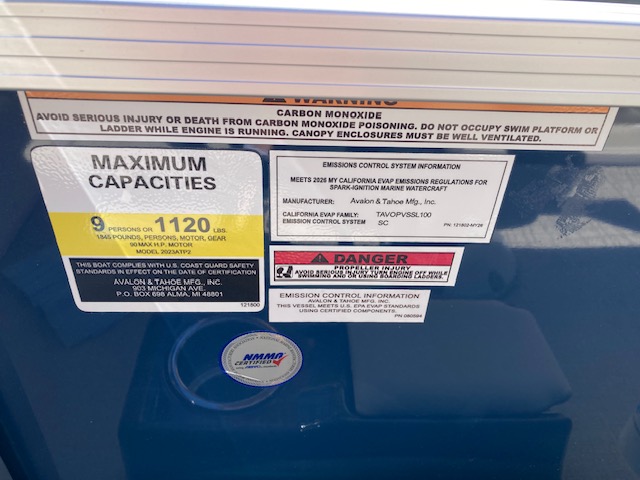 WARNING
CARBON MONOXIDE
AVOID SERIOUS INJURY OR DEATH FROM CARBON MONOXIDE POISONING. DO NOT OCCUPY SWIM PLATFORM OR
LADDER WHILE ENGINE IS RUNNING. CANOPY ENCLOSURES MUST BE WELL VENTILATED.
MAXIMUM
CAPACITIES
9 PERSONS OR 1120 LBS.
1845 POUNDS, PERSONS, MOTOR, GEAR
90 MAX H.P. MOTOR
MODEL 2023ATP2
THIS BOAT COMPLIES WITH U.S. COAST GUARD SAFETY
STANDARDS IN EFFECT ON THE DATE OF CERTIFICATION
AVALON & TAHOE MFG., INC.
903 MICHIGAN AVE.
P.O. BOX 698 ALMA, MI 48801
121800
EMISSIONS CONTROL SYSTEM INFORMATION
MEETS 2026 MY CALIFORNIA EVAP EMISSIONS REGULATIONS FOR
SPARK-IGNITION MARINE WATERCRAFT
MANUFACTURER: Avalon & Tahoe Mfg., Inc.
CALIFORNIA EVAP FAMILY: TAVOPVSSL100
EMISSION CONTROL SYSTEM: SC
PN: 121802-MY26
DANGER
PROPELLER INJURY
AVOID SERIOUS INJURY TURN ENGINE OFF WHILE
SWIMMING AND OR USING BOARDING LADDERS.
EMISSION CONTROL INFORMATION
AVALON & TAHOE MFG. INC.
THIS VESSEL MEETS U.S. EPA EVAP STANDARDS
USING CERTIFIED COMPONENTS.
PN 080594
NMMA
CERTIFIED